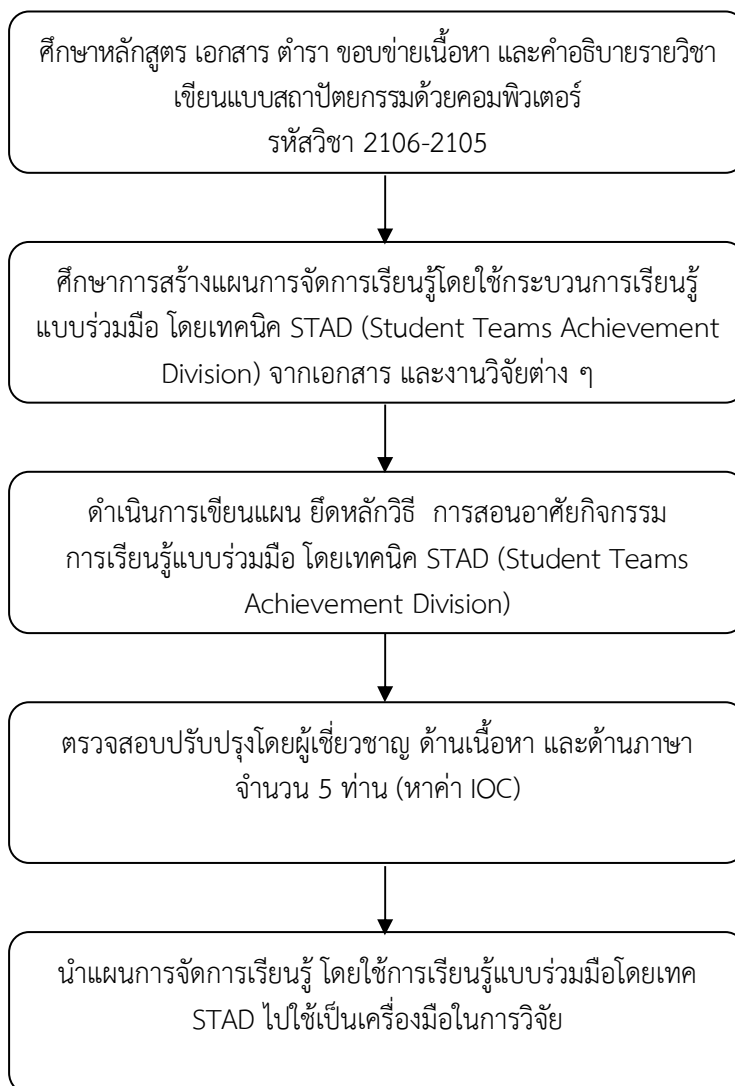 ศึกษาหลักสูตร เอกสาร ตำรา ขอบข่ายเนื้อหา และคำอธิบายรายวิชา
เขียนแบบสถาปัตยกรรมด้วยคอมพิวเตอร์
รหัสวิชา 2106-2105
ศึกษาการสร้างแผนการจัดการเรียนรู้โดยใช้กระบวนการเรียนรู้
แบบร่วมมือ โดยเทคนิค STAD (Student Teams Achievement
Division) จากเอกสาร และงานวิจัยต่าง ๆ
ดำเนินการเขียนแผน ยึดหลักวิธี การสอนอาศัยกิจกรรม
การเรียนรู้แบบร่วมมือ โดยเทคนิค STAD (Student Teams
Achievement Division)
ตรวจสอบปรับปรุงโดยผู้เชี่ยวชาญ ด้านเนื้อหา และด้านภาษา
จำนวน 5 ท่าน (หาค่า IOC)
นำแผนการจัดการเรียนรู้ โดยใช้การเรียนรู้แบบร่วมมือโดยเทค
STAD ไปใช้เป็นเครื่องมือในการวิจัย